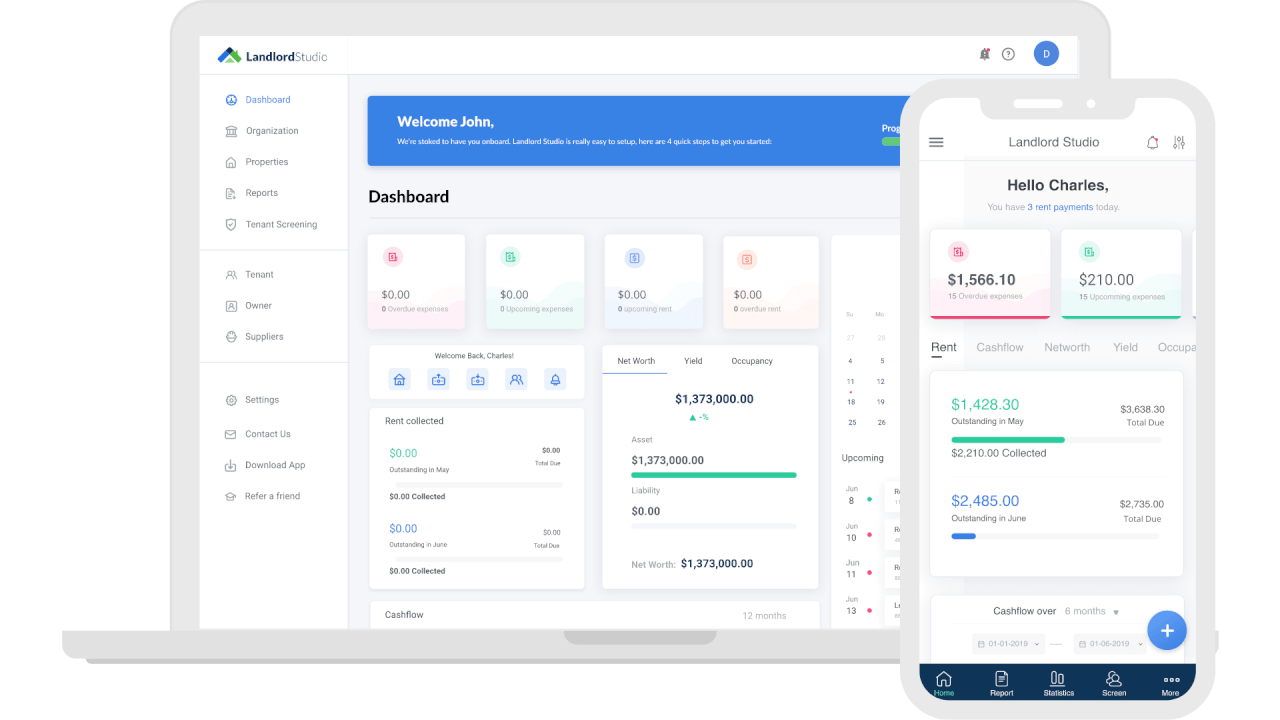 LandlordStudio
D
Dashboard
Organization
Properties
Reports
Tenant Screening
Tenant
Owner
Suppliers
Settings
Contact Us
Download App
Refer a friend
Welcome John,
We're stoked to have you onboard. Landlord Studio is really easy to setup, here are 4 quick steps to get you started:
Prog
Dashboard
$0.00
0 Overdue expenses
$0.00
0 Upcoming expenses
$0.00
0 upcoming rent
$0.00
0 overdue rent
Welcome Back, Charles!
Rent collected
$0.00
$0.00
Outstanding in May
Total Due
$0.00 Collected
$0.00
$0.00
Outstanding in June
Total Due
$0.00 Collected
Net Worth Yield Occupancy
$1,373,000.00
-%
Asset
$1,373,000.00
Liability
$0.00
Net Worth: $1,373,000.00
Cashflow 12 months
Su Mo
27 28
4 5
11 12
18 19
25 26
Upcoming
Jun
8
Jun
10
Jun
11
Jun
13
Landlord Studio
Hello Charles,
You have 3 rent payments today.
$1,566.10
15 Overdue expenses
$210.00
15 Upcomming expenses
Rent Cashflow Networth Yield Occupa
$1,428.30
$3,638.30
Outstanding in May
Total Due
$2,210.00 Collected
$2,485.00
$2,735.00
Outstanding in June
Total Due
Cashflow over 6 months
01-01-2019 01-06-2019
+
Home Report Statistics Screen More